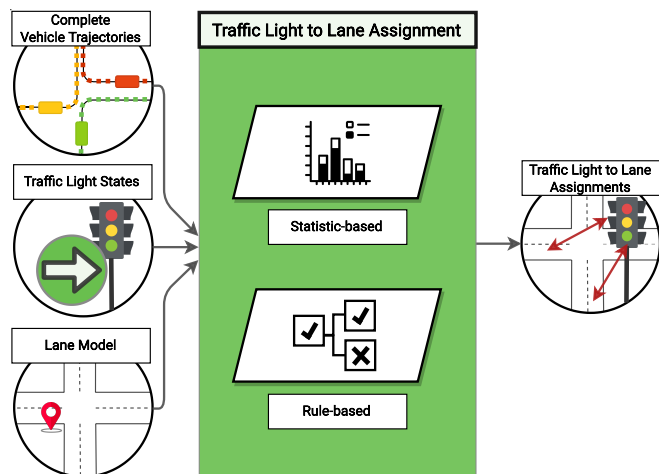 Complete
Vehicle Trajectories
Traffic Light to Lane Assignment
Traffic Light States
Statistic-based
Traffic Light to Lane
Assignments
Lane Model
Rule-based